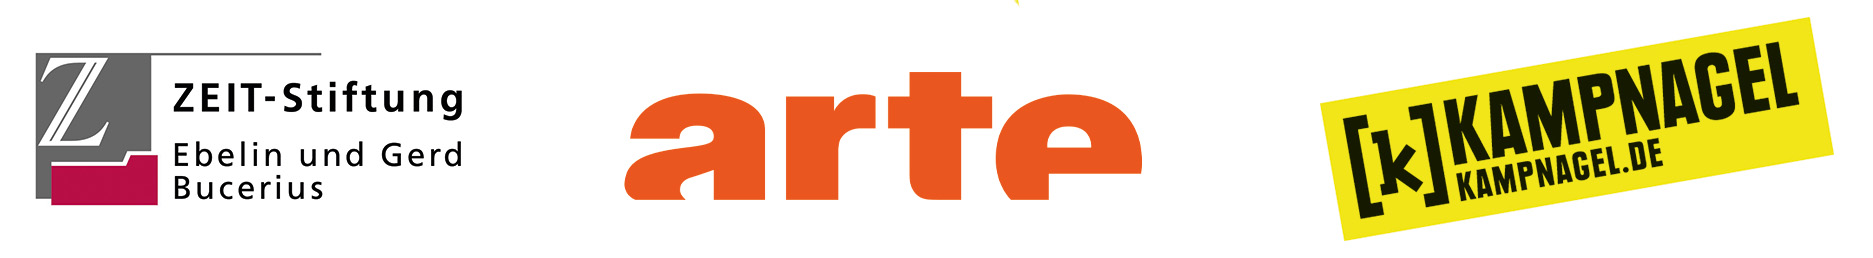 Z
ZEIT-Stiftung
Ebelin und Gerd
Bucerius
arte
[k] KAMPNAGEL
KAMPNAGEL.DE